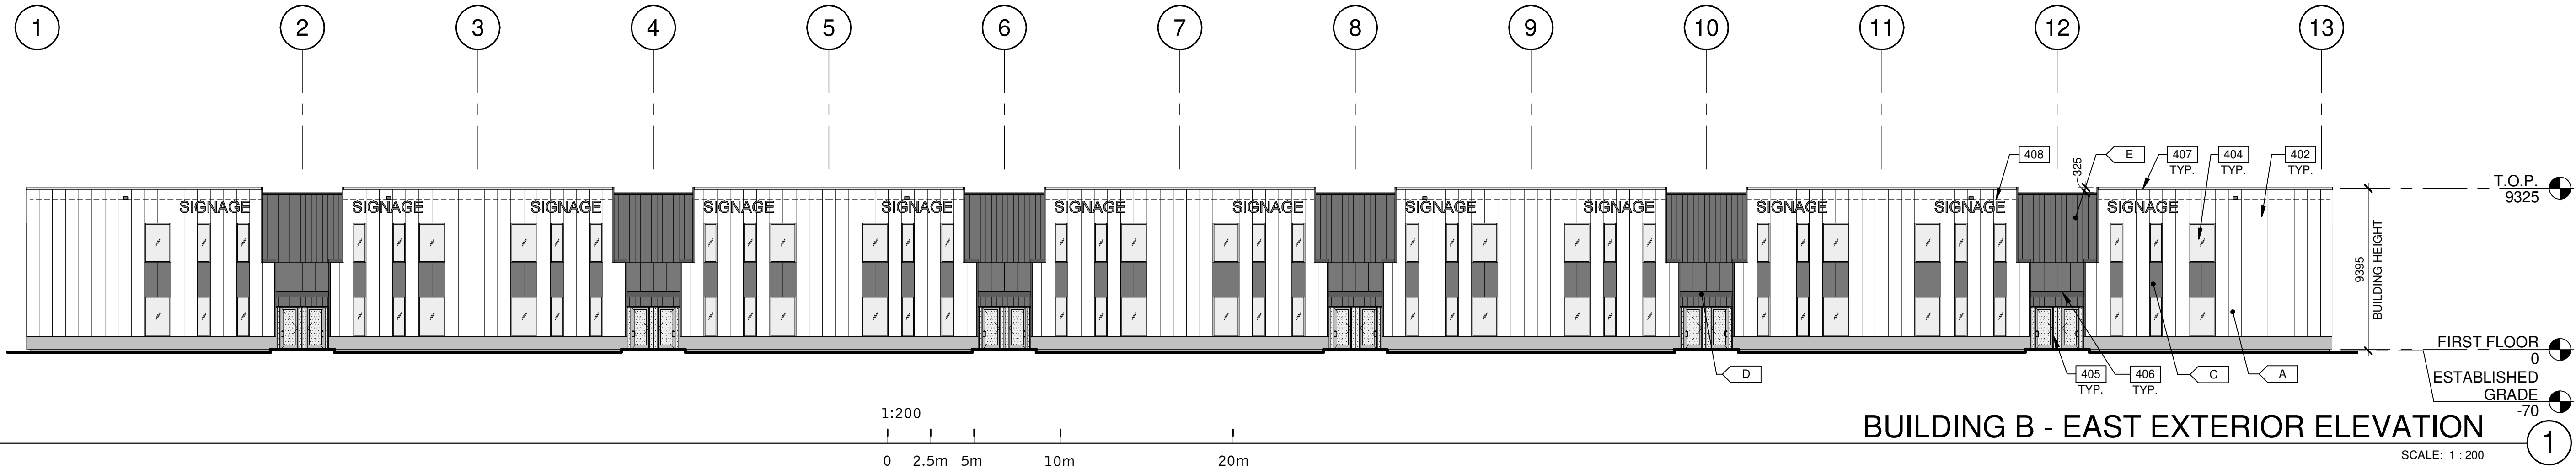 1 2 3 4 5 6 7 8 9 10 11 12 13
408 325 E 407 404 402
TYP. TYP. TYP.
T.O.P.
9325
SIGNAGE SIGNAGE SIGNAGE SIGNAGE SIGNAGE SIGNAGE SIGNAGE SIGNAGE SIGNAGE SIGNAGE SIGNAGE SIGNAGE
9395
BUILDING HEIGHT
FIRST FLOOR
0
D 405 406 C A
TYP. TYP.
ESTABLISHED
GRADE
-70
1:200
0 2.5m 5m 10m 20m
BUILDING B - EAST EXTERIOR ELEVATION
1
SCALE: 1 : 200